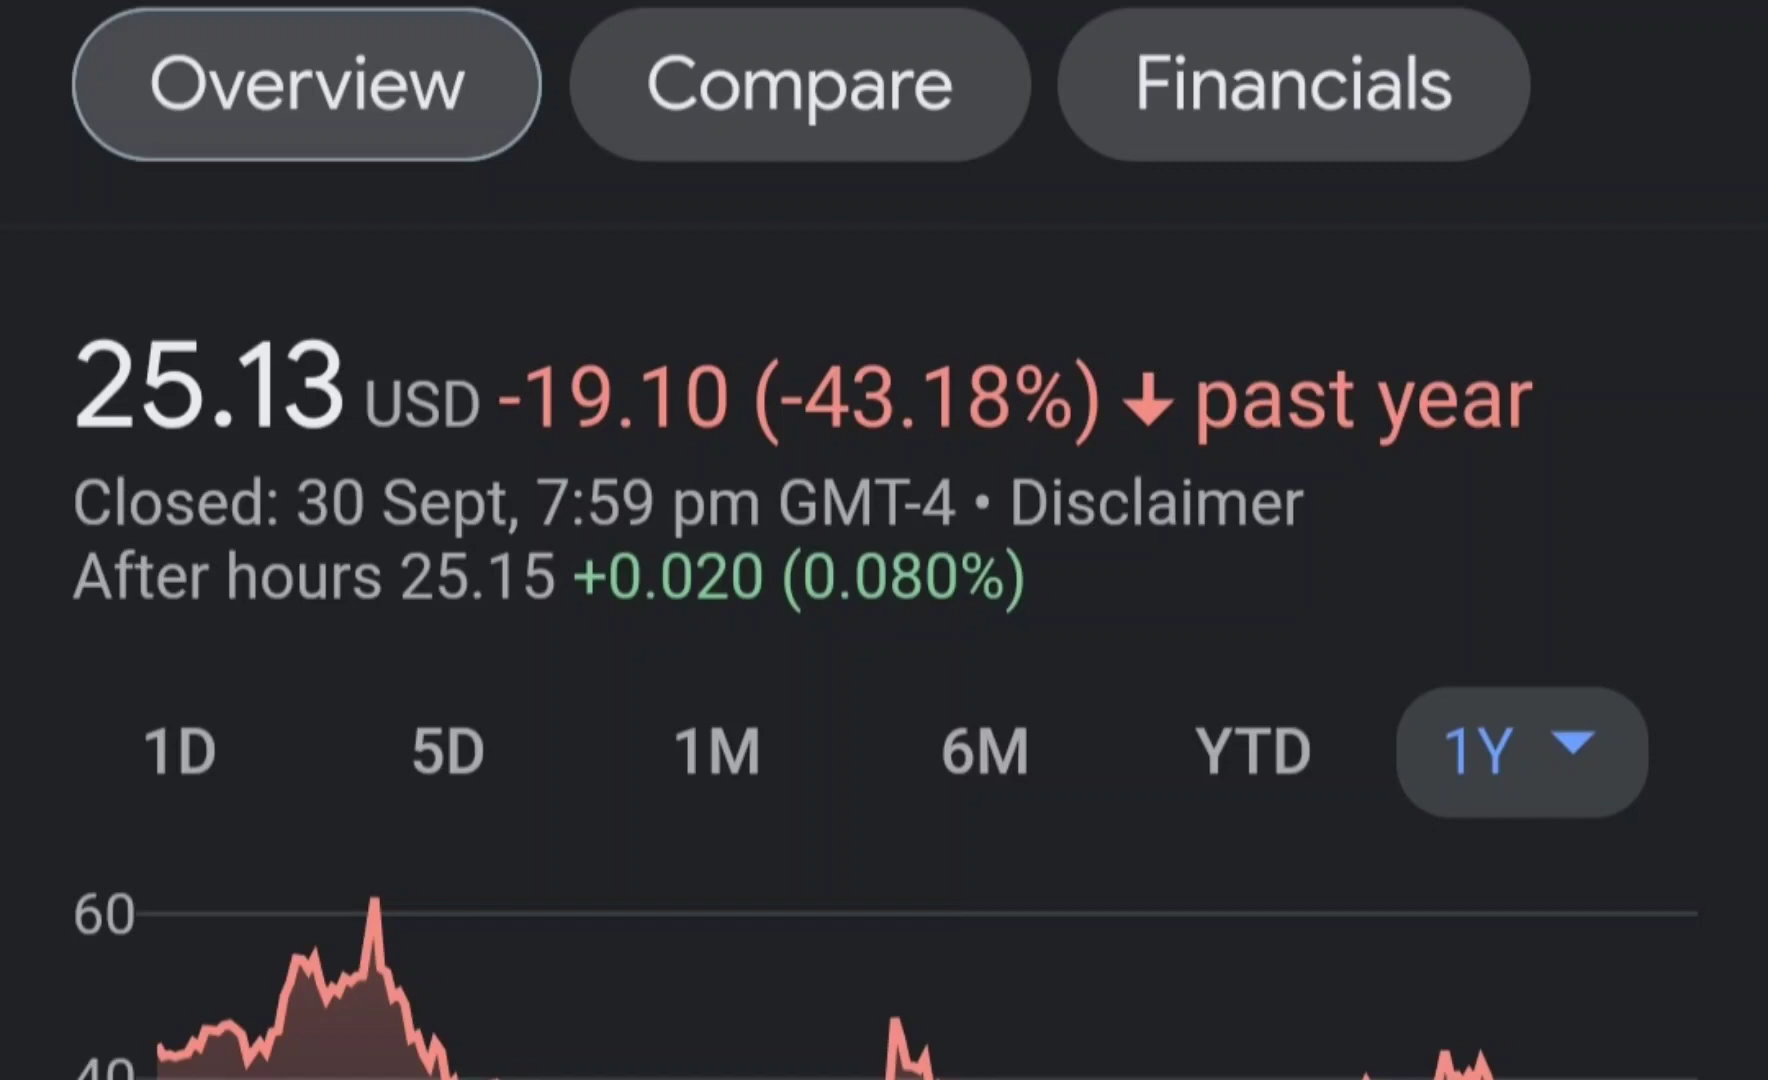 Overview Compare Financials
25.13 USD -19.10 (-43.18%) ↓ past year
Closed: 30 Sept, 7:59 pm GMT-4 • Disclaimer
After hours 25.15 +0.020 (0.080%)
1D 5D 1M 6M YTD 1Y
60
40